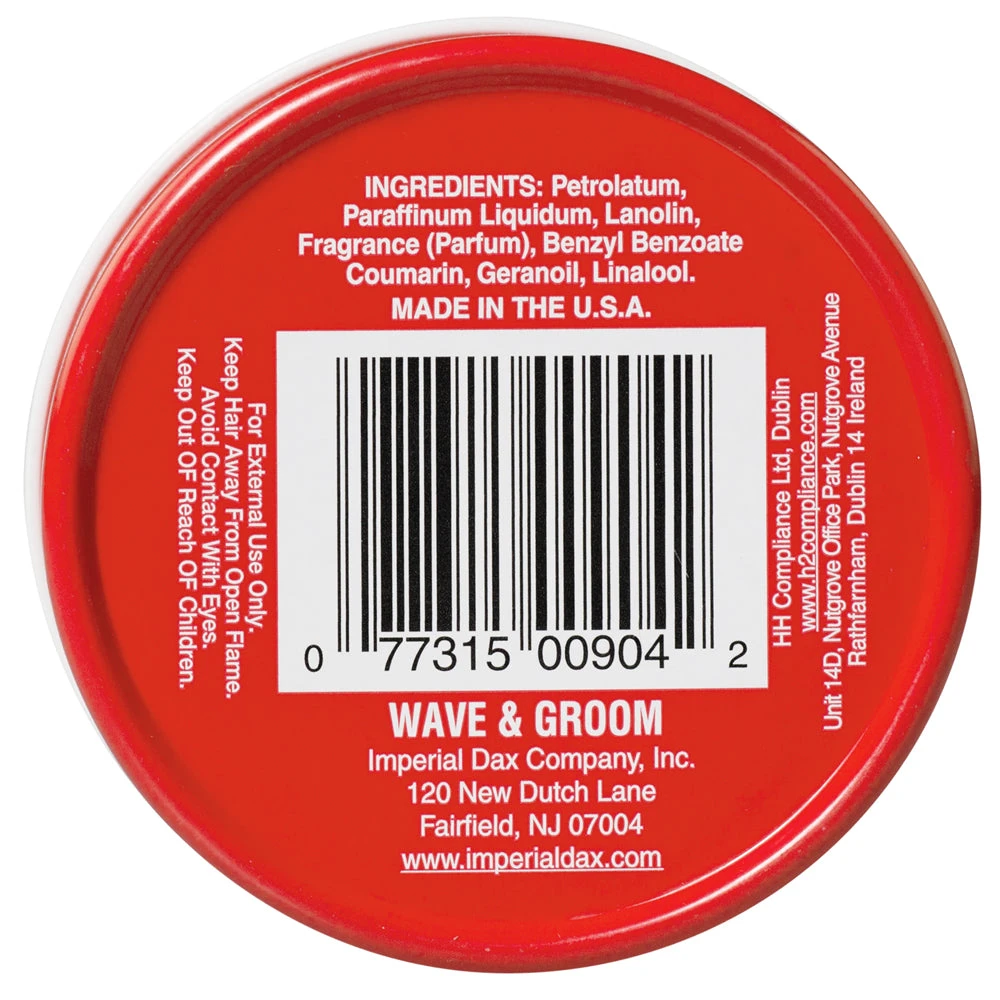 INGREDIENTS: Petrolatum,
Paraffinum Liquidum, Lanolin,
Fragrance (Parfum), Benzyl Benzoate
Coumarin, Geranoil, Linalool.
MADE IN THE U.S.A.
For External Use Only.
Keep Hair Away From Open Flame.
Avoid Contact With Eyes.
Keep Out OF Reach OF Children.
0 77315 00904 2
HH Compliance Ltd, Dublin
www.h2compliance.com
Unit 14D, Nutgrove Office Park, Nutgrove Avenue
Rathfarnham, Dublin 14 Ireland
WAVE & GROOM
Imperial Dax Company, Inc.
120 New Dutch Lane
Fairfield, NJ 07004
www.imperialdax.com